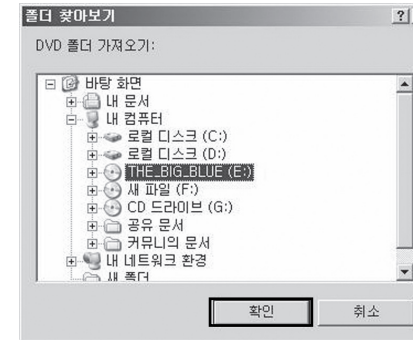 폴더 찾아보기
DVD 폴더 가져오기:
바탕 화면
내 문서
내 컴퓨터
로컬 디스크 (C:)
로컬 디스크 (D:)
THE_BIG_BLUE (E:)
새 파일 (F:)
CD 드라이브 (G:)
공유 문서
커뮤니의 문서
내 네트워크 환경
새 폴더
확인 취소